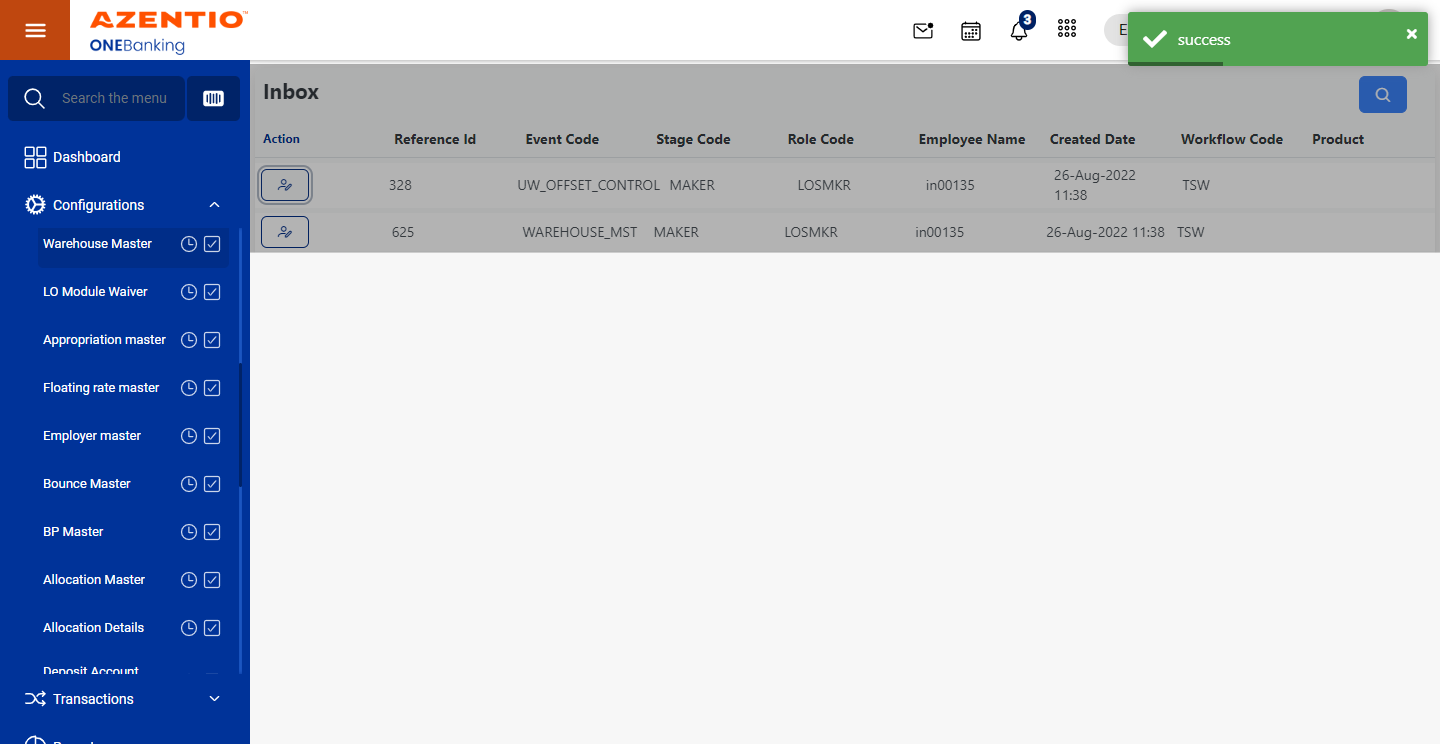 AZENTIO™
ONEBanking
3
E
success
Search the menu
Dashboard
Configurations
Warehouse Master
LO Module Waiver
Appropriation master
Floating rate master
Employer master
Bounce Master
BP Master
Allocation Master
Allocation Details
Deposit Account
Transactions
Inbox
Action Reference Id Event Code Stage Code Role Code Employee Name Created Date Workflow Code Product
328 UW_OFFSET_CONTROL MAKER LOSMKR in00135 26-Aug-2022 11:38 TSW
625 WAREHOUSE_MST MAKER LOSMKR in00135 26-Aug-2022 11:38 TSW